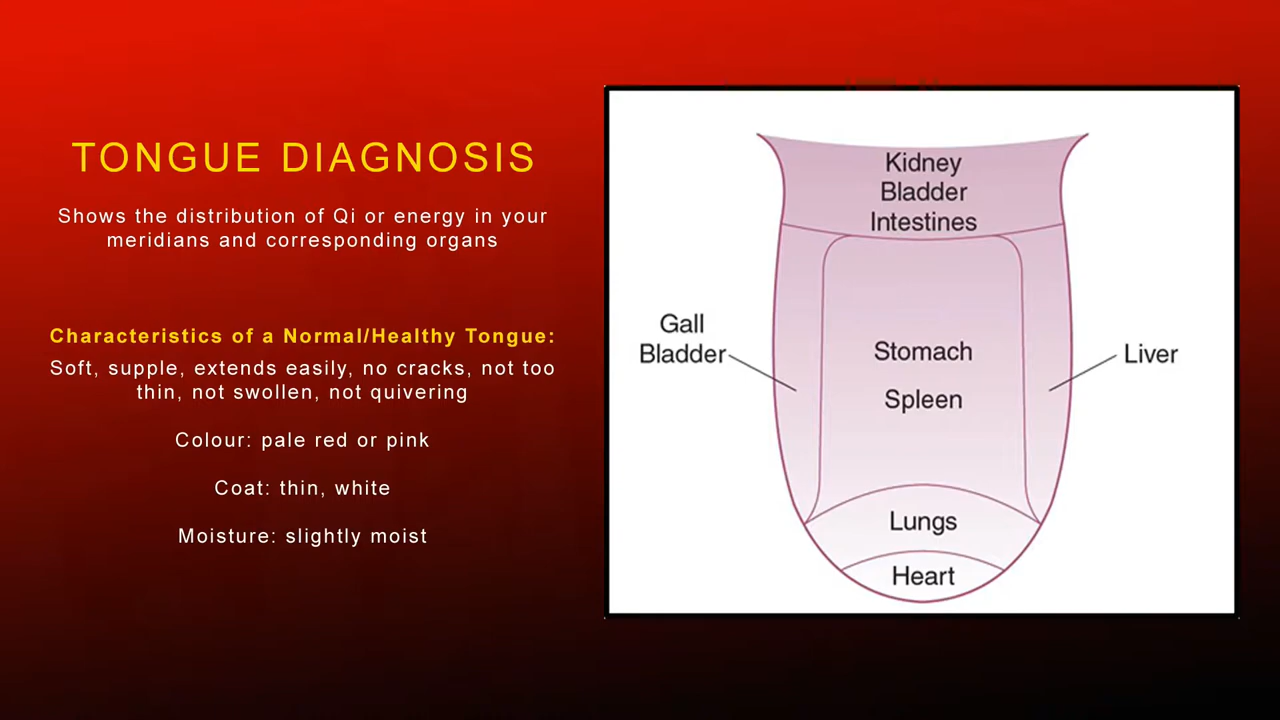 TONGUE DIAGNOSIS
Shows the distribution of Qi or energy in your
meridians and corresponding organs
Characteristics of a Normal/Healthy Tongue:
Soft, supple, extends easily, no cracks, not too
thin, not swollen, not quivering
Colour: pale red or pink
Coat: thin, white
Moisture: slightly moist
Kidney
Bladder
Intestines
Gall
Bladder
Stomach
Spleen
Liver
Lungs
Heart